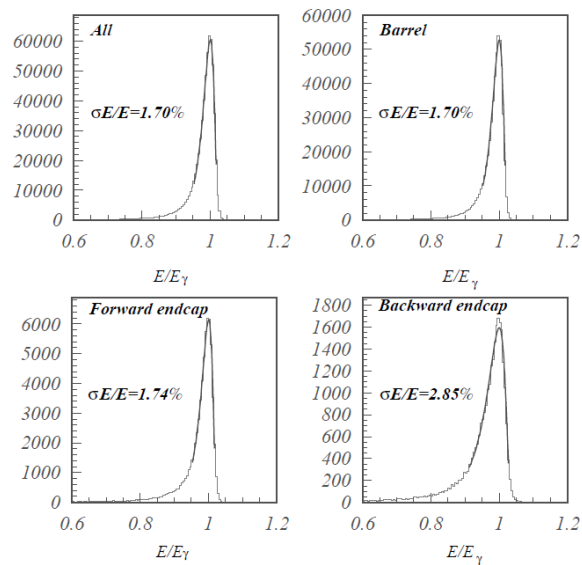 All
60000
50000
40000
30000
20000
10000
0
σE/E=1.70%
0.6 0.8 1 1.2
E/Eγ
Barrel
60000
50000
40000
30000
20000
10000
0
σE/E=1.70%
0.6 0.8 1 1.2
E/Eγ
Forward endcap
6000
5000
4000
3000
2000
1000
0
σE/E=1.74%
0.6 0.8 1 1.2
E/Eγ
Backward endcap
1800
1600
1400
1200
1000
800
600
400
200
0
σE/E=2.85%
0.6 0.8 1 1.2
E/Eγ